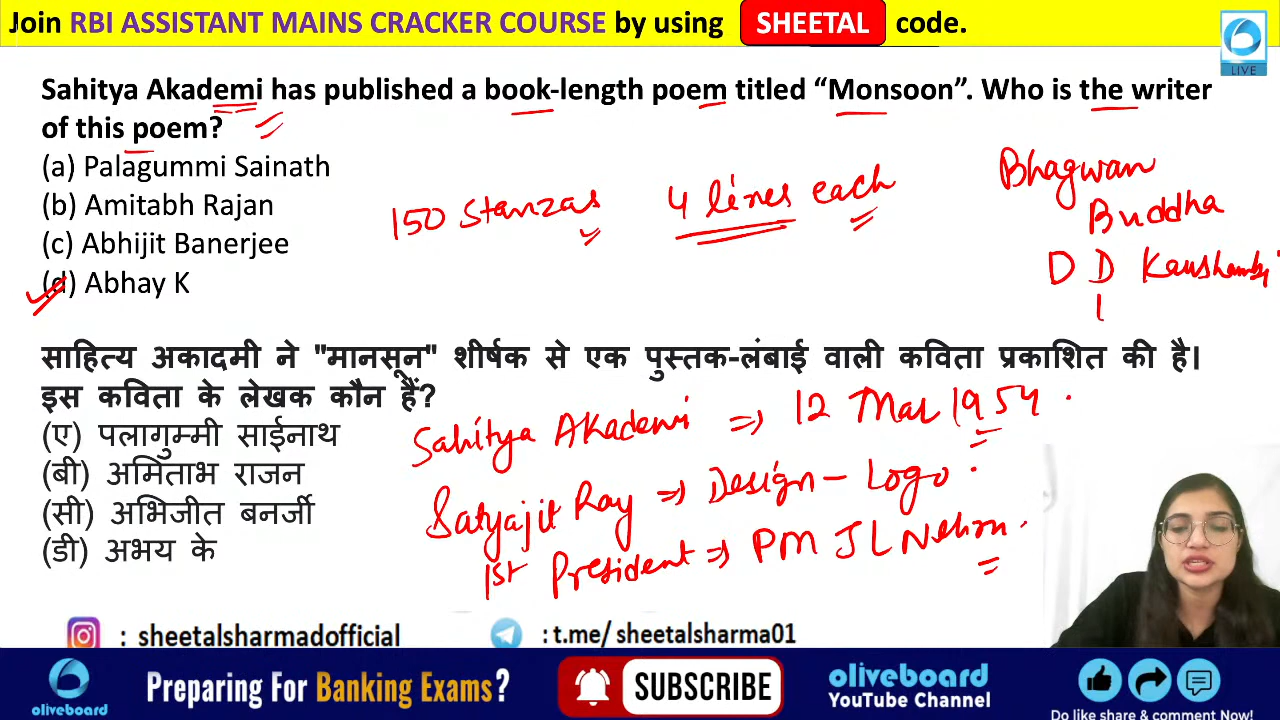 Join RBI ASSISTANT MAINS CRACKER COURSE by using SHEETAL code.
LIVE
Sahitya Akademi has published a book-length poem titled “Monsoon”. Who is the writer
of this poem?
(a) Palagummi Sainath
(b) Amitabh Rajan
(c) Abhijit Banerjee
(d) Abhay K
150 Stanzas 4 lines each
Bhagwan
Buddha
D D Kaushamby
साहित्य अकादमी ने "मानसून" शीर्षक से एक पुस्तक-लंबाई वाली कविता प्रकाशित की है।
इस कविता के लेखक कौन हैं?
(ए) पलागुम्मी साईनाथ
(बी) अमिताभ राजन
(सी) अभिजीत बनर्जी
(डी) अभय के
Sahitya Akademi => 12 Mar 1954.
Satyajit Ray => Design - Logo.
1st President => PM J L Nehru.
: sheetalsharmadofficial
: t.me/ sheetalsharma01
oliveboard
Preparing For Banking Exams?
SUBSCRIBE
oliveboard
YouTube Channel
Do like share & comment Now!